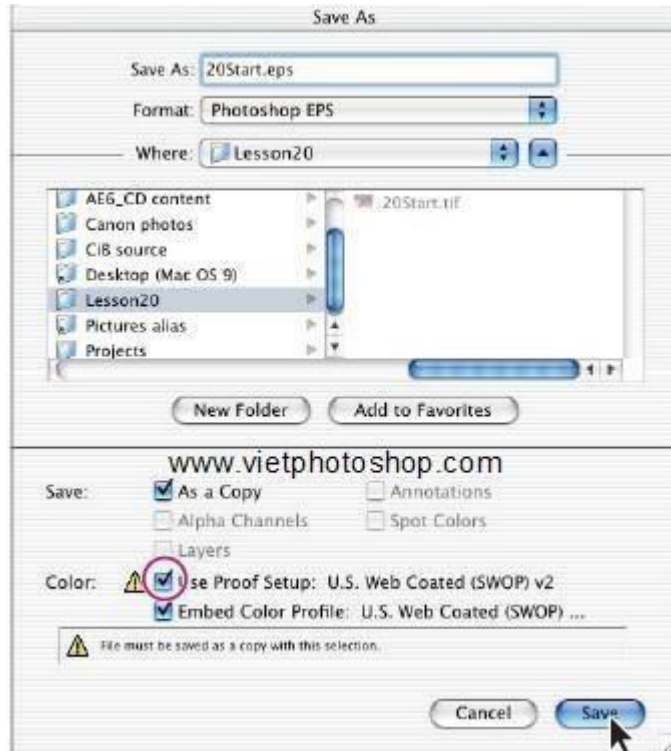 Save As
Save As: 20Start.eps
Format: Photoshop EPS
Where: Lesson20
AE6_CD content
20Start.tif
Canon photos
CiB source
Desktop (Mac OS 9)
Lesson20
Pictures alias
Projects
New Folder Add to Favorites
www.vietphotoshop.com
Save: As a Copy Annotations
Alpha Channels Spot Colors
Layers
Color: Use Proof Setup: U.S. Web Coated (SWOP) v2
Embed Color Profile: U.S. Web Coated (SWOP) ...
File must be saved as a copy with this selection.
Cancel Save